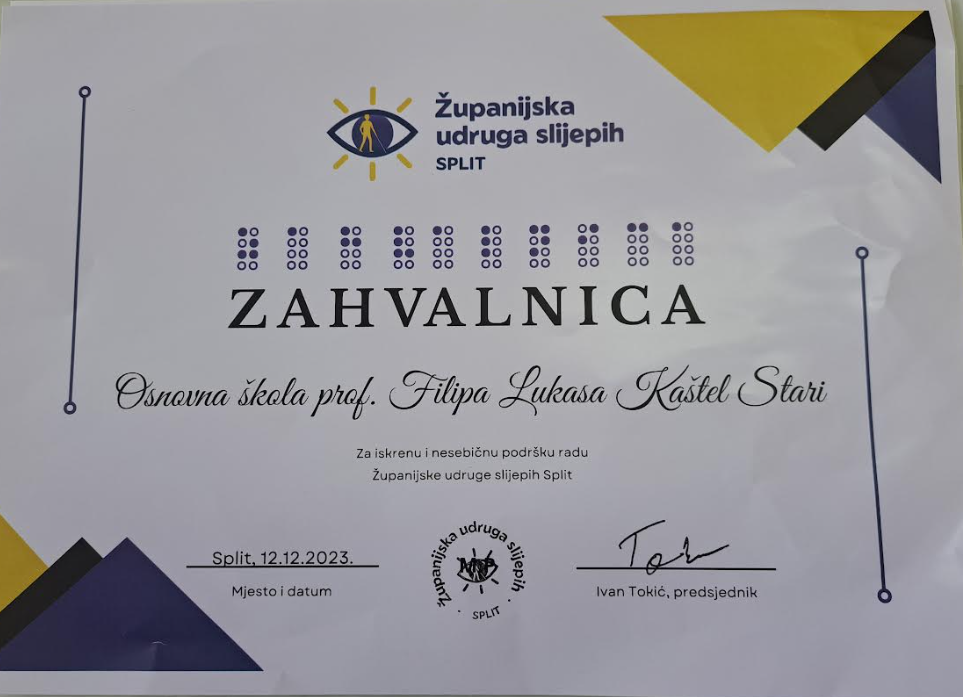 Županijska
udruga slijepih
SPLIT
ZAHVALNICA
Osnovna škola prof. Filipa Lukasa Kaštel Stari
Za iskrenu i nesebičnu podršku radu
Županijske udruge slijepih Split
Split, 12.12.2023.
Mjesto i datum
Županijska udruga slijepih
· SPLIT ·
Ivan Tokić, predsjednik